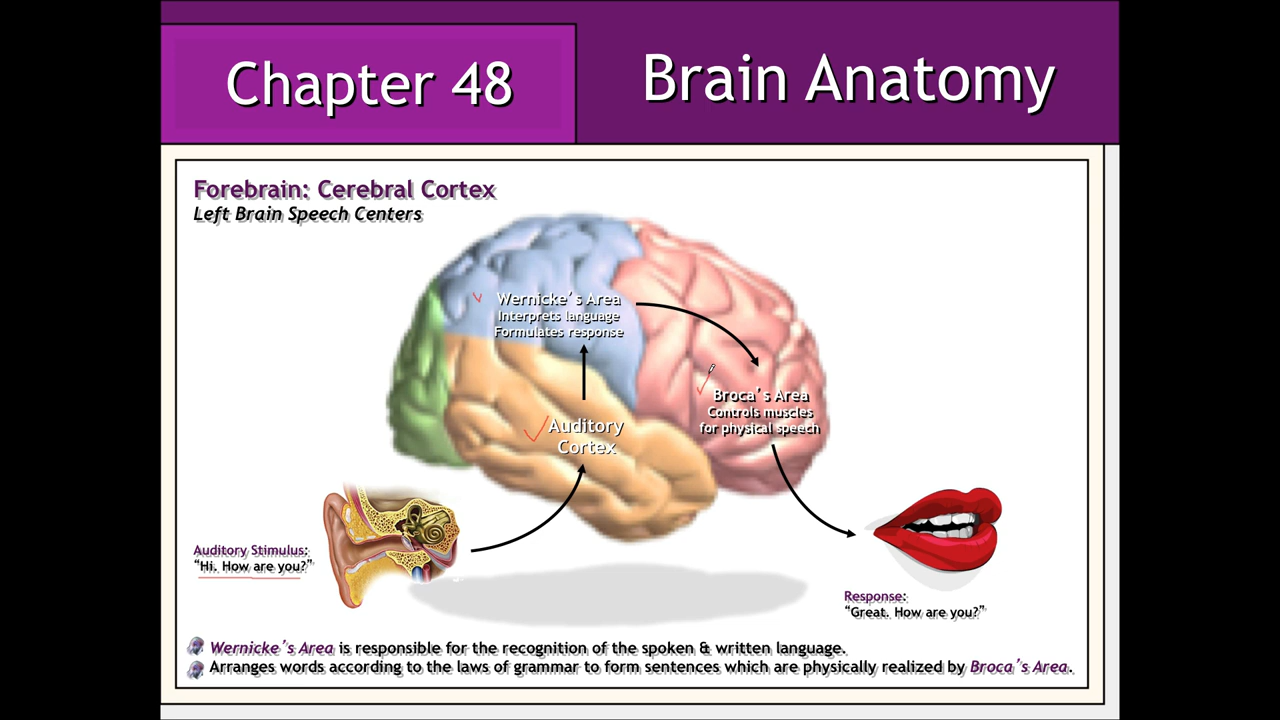 Chapter 48
Brain Anatomy
Forebrain: Cerebral Cortex
Left Brain Speech Centers
Wernicke’s Area
Interprets language
Formulates response
Broca’s Area
Controls muscles
for physical speech
Auditory
Cortex
Auditory Stimulus:
“Hi. How are you?”
Response:
“Great. How are you?”
Wernicke’s Area is responsible for the recognition of the spoken & written language.
Arranges words according to the laws of grammar to form sentences which are physically realized by Broca’s Area.